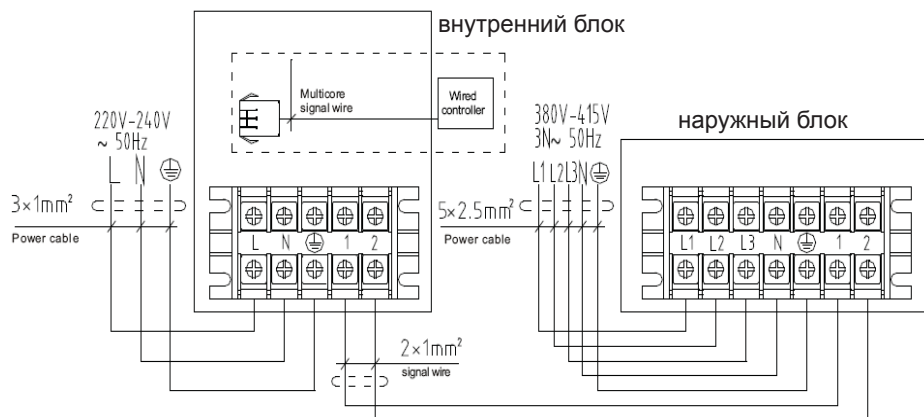 внутренний блок
Multicore
signal wire
Wired
controller
220V-240V
~ 50Hz
L N
3×1mm²
Power cable
L N 1 2
2×1mm²
signal wire
380V-415V
3N~ 50Hz
L1 L2 L3 N
5×2.5mm²
Power cable
наружный блок
L1 L2 L3 N 1 2